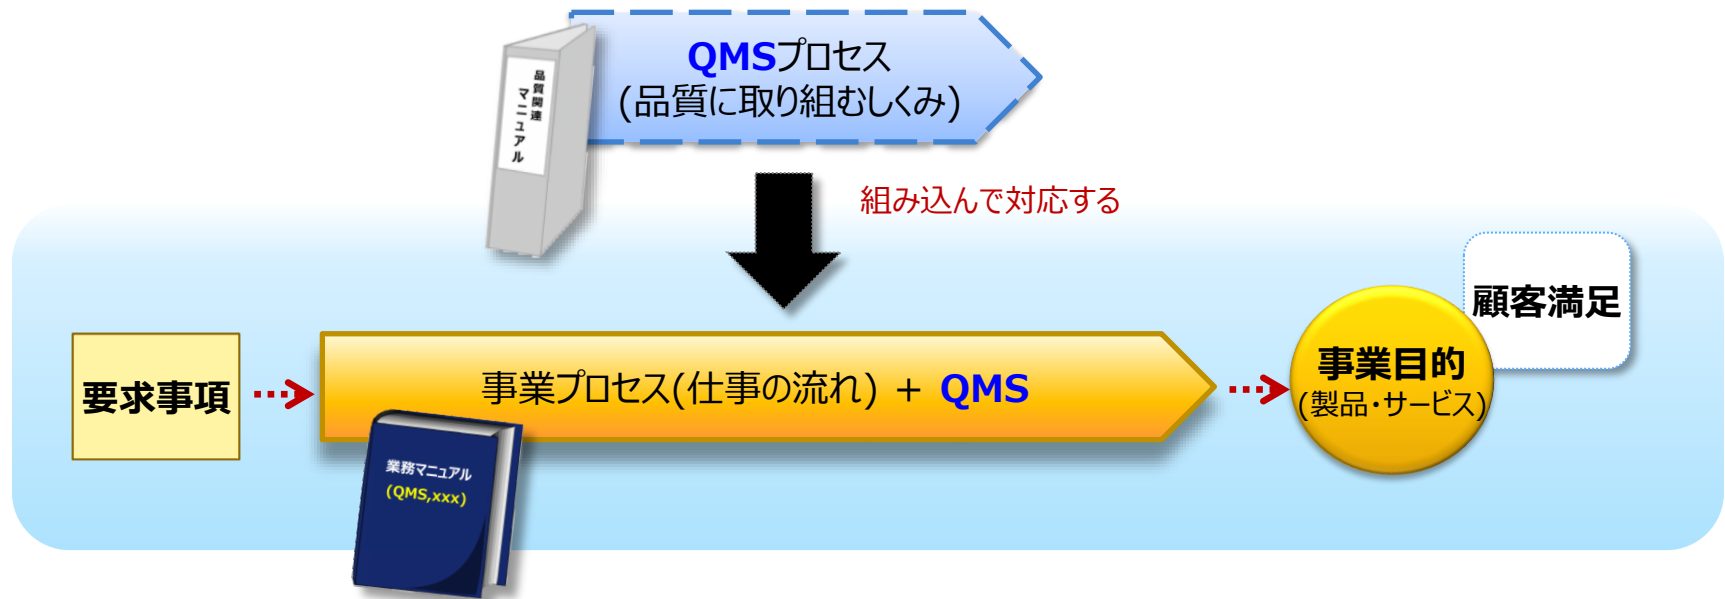 QMSプロセス
(品質に取り組むしくみ)
品質関連
マニュアル
組み込んで対応する
顧客満足
要求事項
事業プロセス(仕事の流れ) + QMS
事業目的
(製品・サービス)
業務マニュアル
(QMS,xxx)